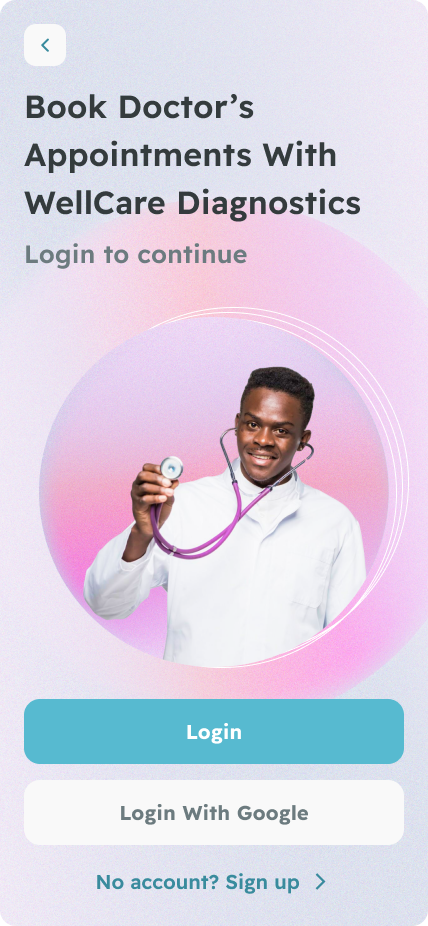 Book Doctor’s
Appointments With
WellCare Diagnostics
Login to continue
Login
Login With Google
No account? Sign up